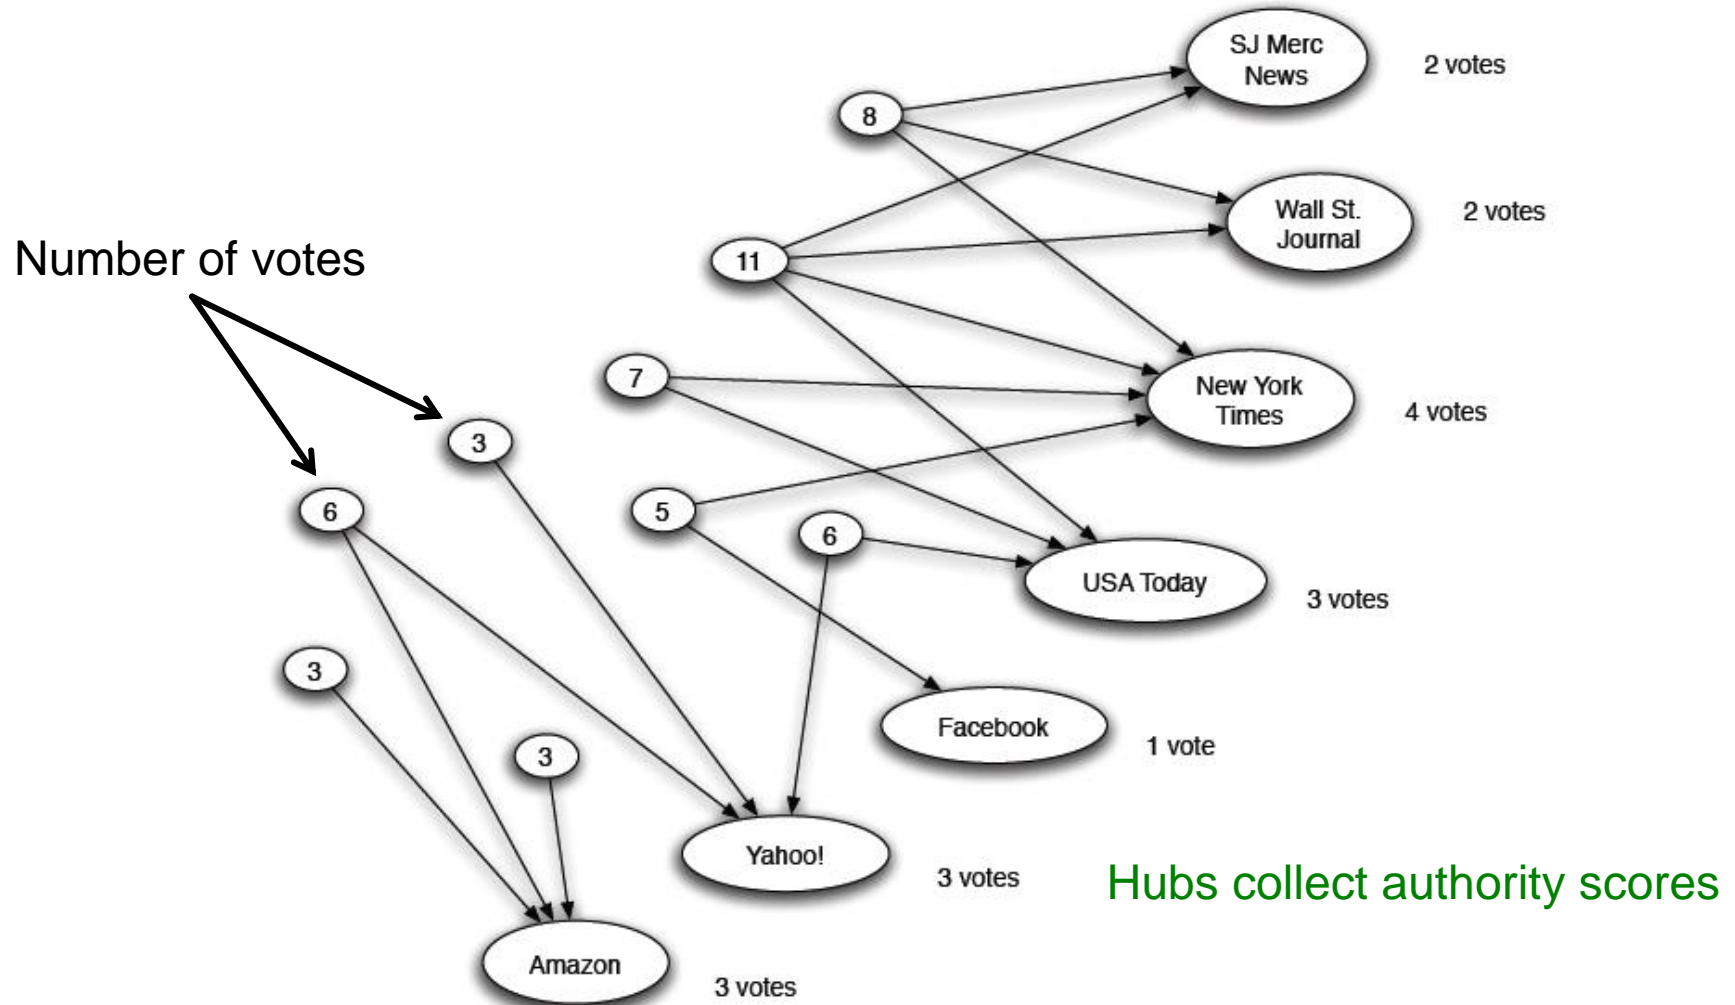 SJ Merc
News
2 votes
8
Wall St.
Journal
2 votes
Number of votes
11
7
New York
Times
4 votes
3
6
5
6
USA Today
3 votes
3
Facebook
1 vote
3
Yahoo!
3 votes
Hubs collect authority scores
Amazon
3 votes